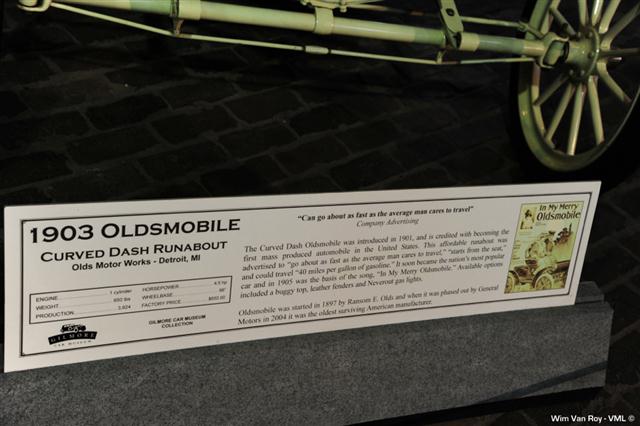 1903 OLDSMOBILE
CURVED DASH RUNABOUT
Olds Motor Works - Detroit, MI
ENGINE 1 cylinder
WEIGHT 650 lbs
PRODUCTION 3,924
HORSEPOWER 4.5 hp
WHEELBASE 66"
FACTORY PRICE $650.00
GILMORE
CAR MUSEUM
GILMORE CAR MUSEUM
COLLECTION
"Can go about as fast as the average man cares to travel"
Company Advertising
The Curved Dash Oldsmobile was introduced in 1901, and is credited with becoming the
first mass produced automobile in the United States. This affordable runabout was
advertised to "go about as fast as the average man cares to travel," "starts from the seat,"
and could travel "40 miles per gallon of gasoline." It soon became the nation's most popular
car and in 1905 was the basis of the song, "In My Merry Oldsmobile." Available options
included a buggy top, leather fenders and Neverout gas lights.
Oldsmobile was started in 1897 by Ransom E. Olds and when it was phased out by General
Motors in 2004 it was the oldest surviving American manufacturer.
In My Merry
Oldsmobile
Wim Van Roy - VML ©